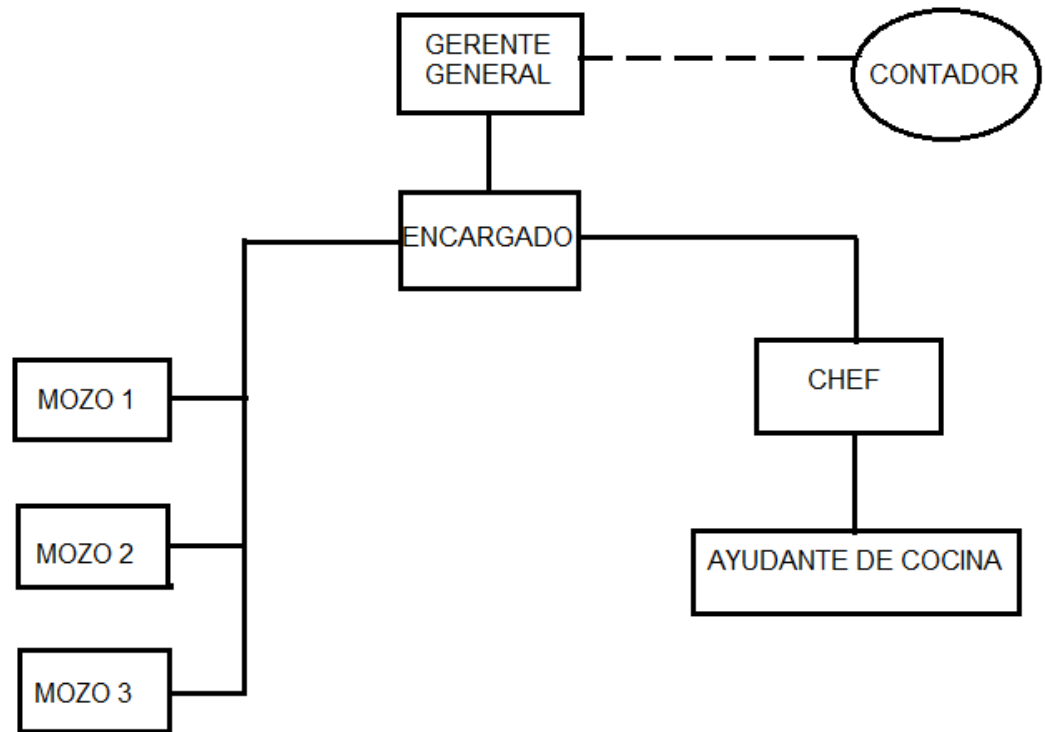 GERENTE
GENERAL
CONTADOR
ENCARGADO
MOZO 1
CHEF
MOZO 2
AYUDANTE DE COCINA
MOZO 3